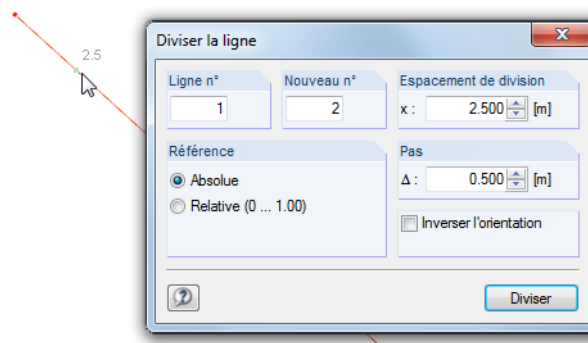 2.5
Diviser la ligne
Ligne n°
1
Nouveau n°
2
Espacement de division
x : 2.500 [m]
Référence
Absolue
Relative (0 ... 1.00)
Pas
Δ : 0.500 [m]
Inverser l'orientation
Diviser